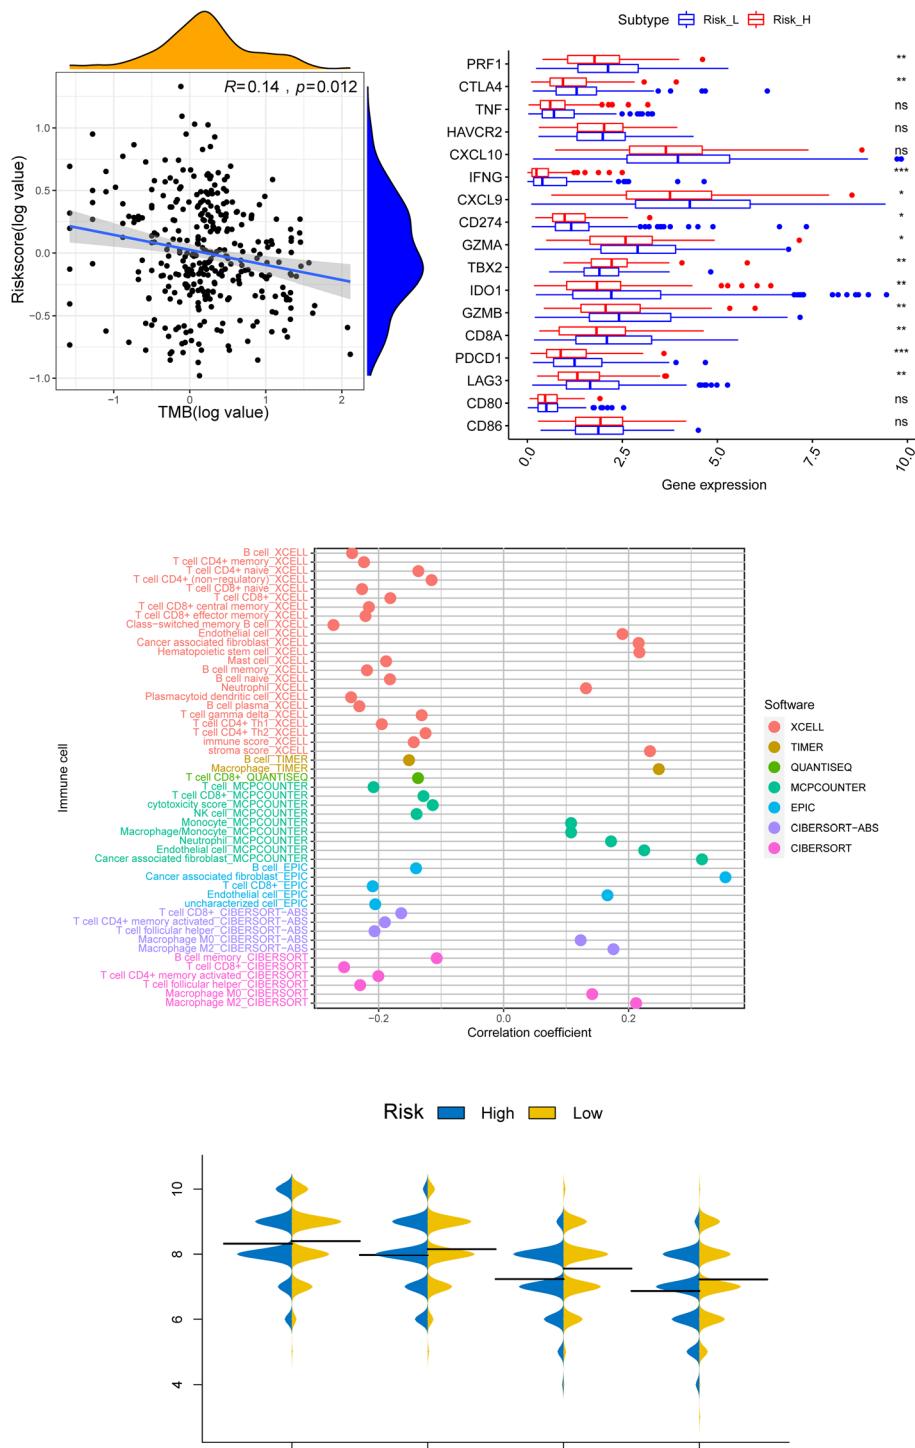 R=0.14 , p=0.012
Riskscore(log value)
1.0
0.5
0.0
−0.5
−1.0
−1
0
1
2
TMB(log value)
Subtype Risk_L Risk_H
PRF1 **
CTLA4 **
TNF ns
HAVCR2 ns
CXCL10 ns
IFNG ***
CXCL9 *
CD274 *
GZMA *
TBX2 **
IDO1 **
GZMB **
CD8A **
PDCD1 ***
LAG3 **
CD80 ns
CD86 ns
0.0 2.5 5.0 7.5 10.0
Gene expression
Immune cell
B cell_XCELL
T cell CD4+ memory_XCELL
T cell CD4+ naive_XCELL
T cell CD4+ (non−regulatory)_XCELL
T cell CD8+ naive_XCELL
T cell CD8+_XCELL
T cell CD8+ central memory_XCELL
T cell CD8+ effector memory_XCELL
Class−switched memory B cell_XCELL
Endothelial cell_XCELL
Cancer associated fibroblast_XCELL
Hematopoietic stem cell_XCELL
Mast cell_XCELL
B cell memory_XCELL
B cell naive_XCELL
Neutrophil_XCELL
Plasmacytoid dendritic cell_XCELL
B cell plasma_XCELL
T cell gamma delta_XCELL
T cell CD4+ Th1_XCELL
T cell CD4+ Th2_XCELL
immune score_XCELL
stroma score_XCELL
B cell_TIMER
Macrophage_TIMER
T cell CD8+_QUANTISEQ
T cell_MCPCOUNTER
T cell CD8+_MCPCOUNTER
cytotoxicity score_MCPCOUNTER
NK cell_MCPCOUNTER
Monocyte_MCPCOUNTER
Macrophage/Monocyte_MCPCOUNTER
Neutrophil_MCPCOUNTER
Endothelial cell_MCPCOUNTER
Cancer associated fibroblast_MCPCOUNTER
B cell_EPIC
Cancer associated fibroblast_EPIC
T cell CD8+_EPIC
Endothelial cell_EPIC
uncharacterized cell_EPIC
T cell CD8+_CIBERSORT−ABS
T cell CD4+ memory activated_CIBERSORT−ABS
T cell follicular helper_CIBERSORT−ABS
Macrophage M0_CIBERSORT−ABS
Macrophage M2_CIBERSORT−ABS
B cell memory_CIBERSORT
T cell CD8+_CIBERSORT
T cell CD4+ memory activated_CIBERSORT
T cell follicular helper_CIBERSORT
Macrophage M0_CIBERSORT
Macrophage M2_CIBERSORT
−0.2 0.0 0.2
Correlation coefficient
Software
XCELL
TIMER
QUANTISEQ
MCPCOUNTER
EPIC
CIBERSORT−ABS
CIBERSORT
Risk High Low
10
8
6
4